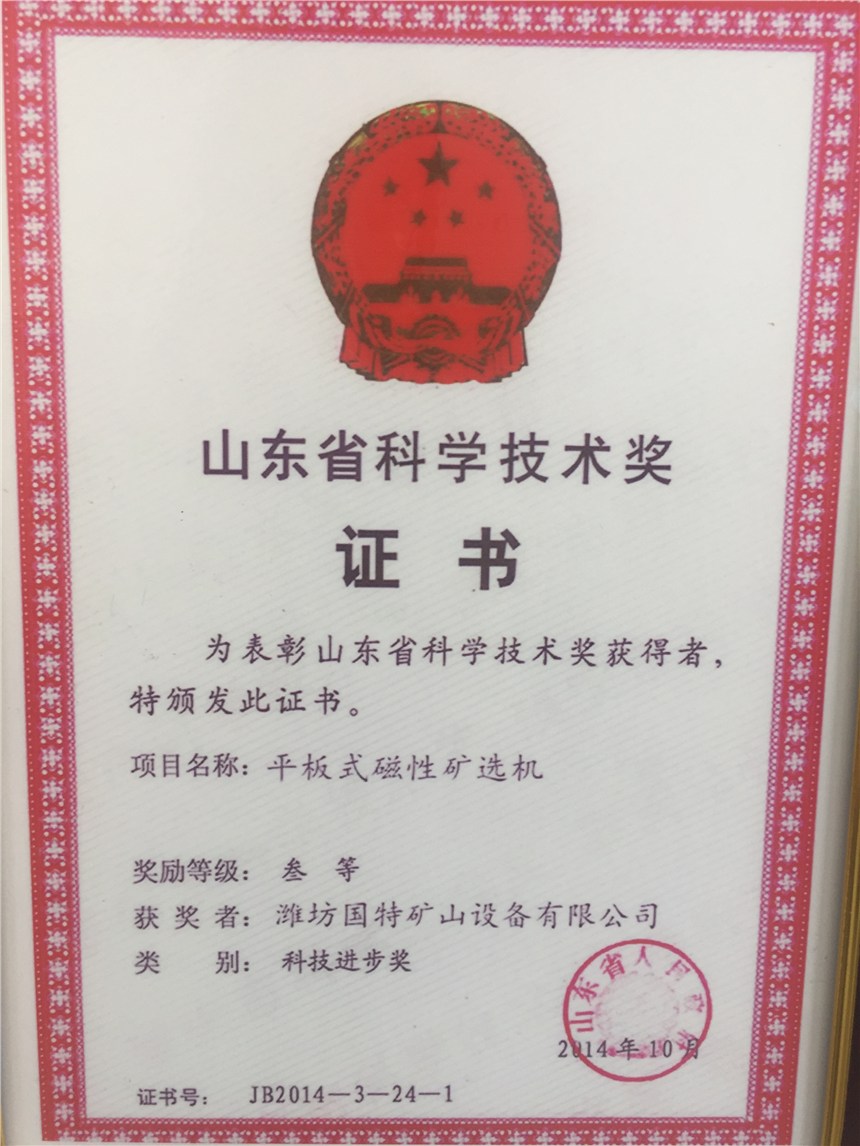 山东省科学技术奖
证 书
为表彰山东省科学技术奖获得者，
特颁发此证书。
项目名称：平板式磁性矿选机
奖励等级： 叁 等
获 奖 者：潍坊国特矿山设备有限公司
类 别： 科技进步奖
山东省人民政府
2014年10月
证书号： JB2014—3—24—1